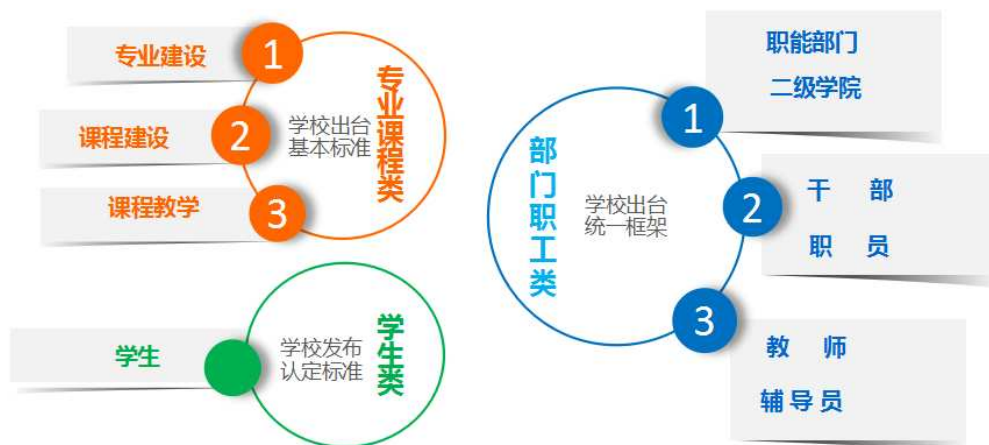 专业建设
1
课程建设
2
课程教学
3
学校出台
基本标准
专业课程类
学生
学校发布
认定标准
学生类
部门职工类
学校出台
统一框架
1
职能部门
二级学院
2
干 部
职 员
3
教 师
辅导员